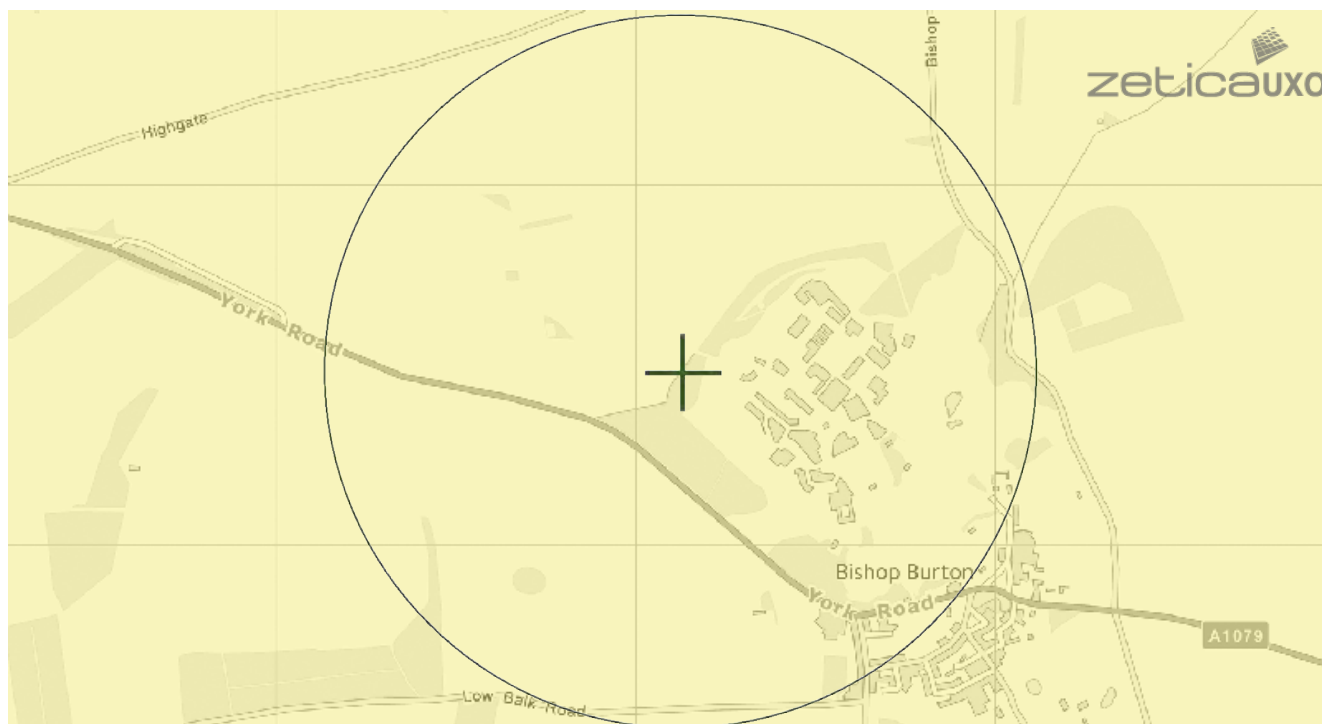 Bishop
zeticauxo
Highgate
York Road
Bishop Burton
York Road
A1079
Low Balk Road